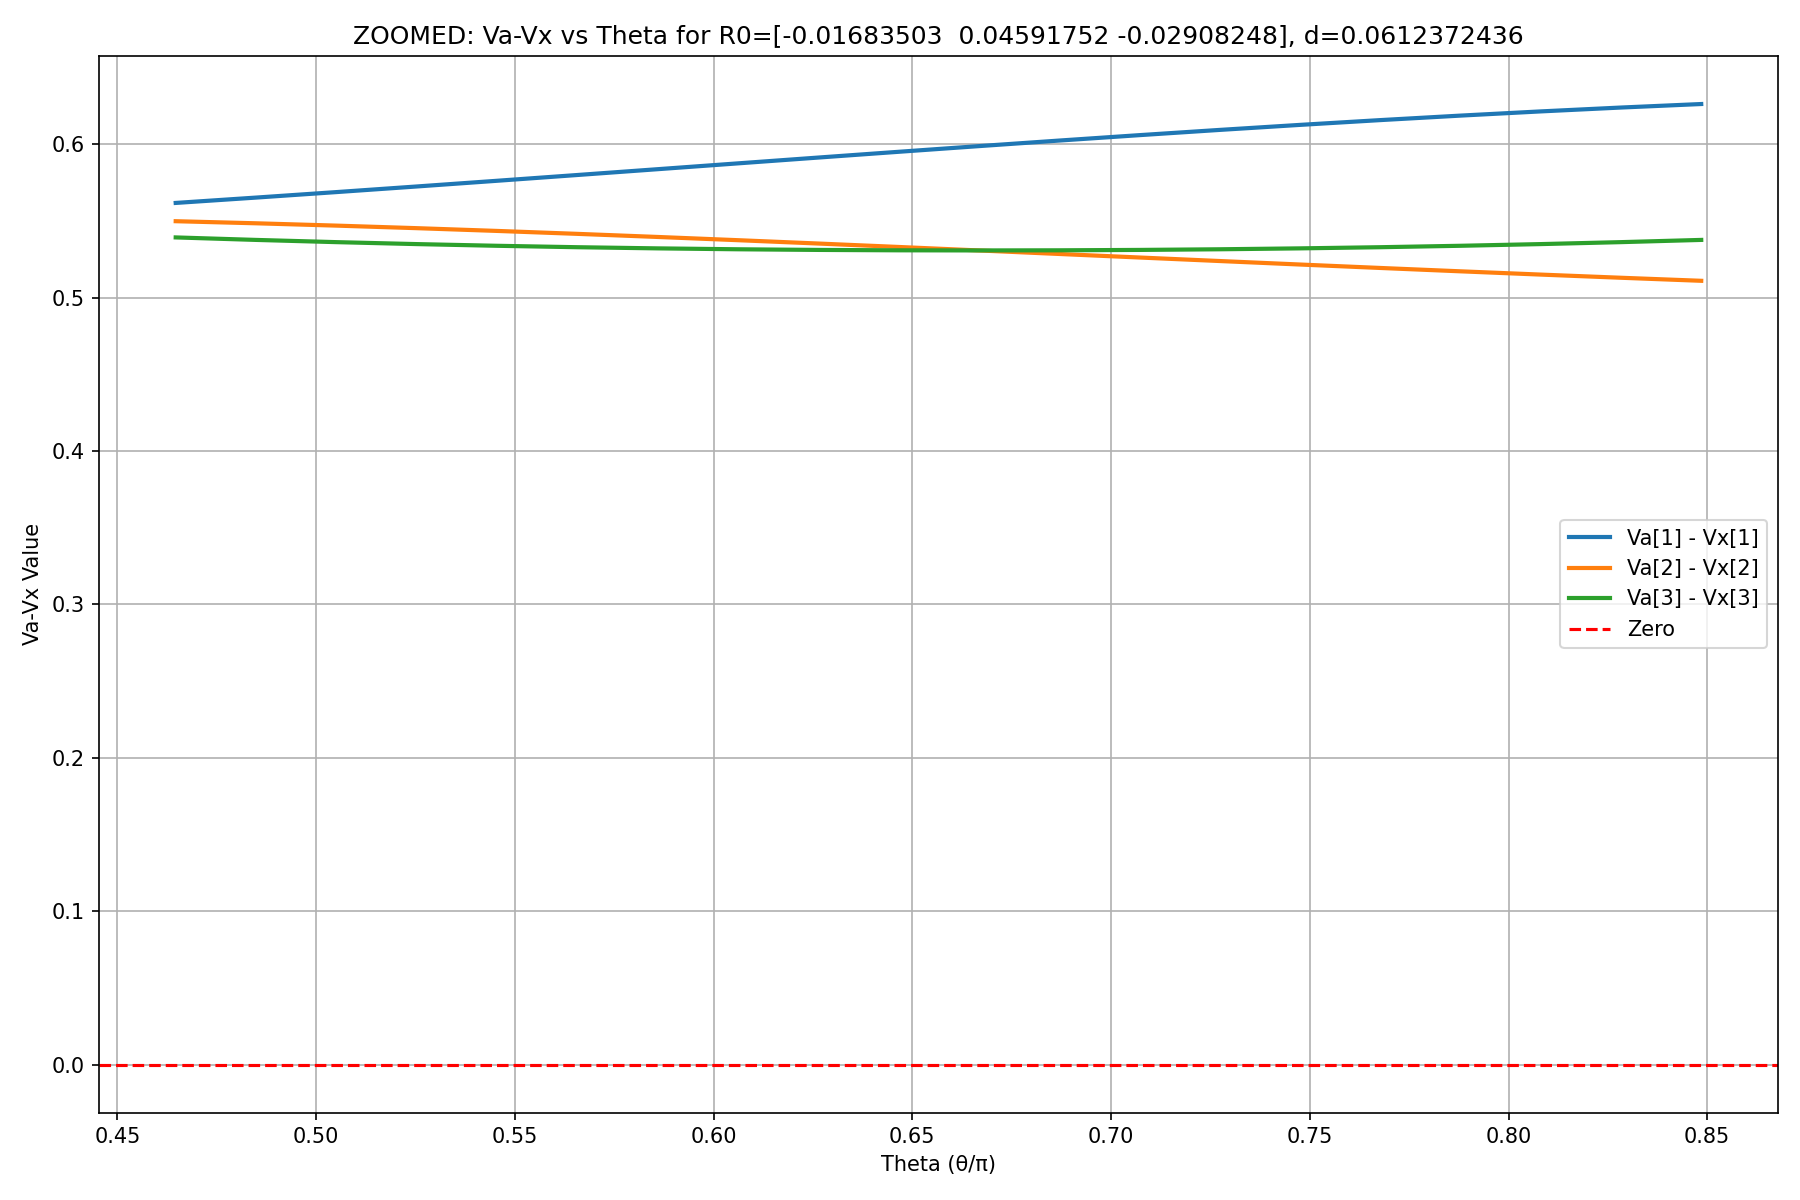 ZOOMED: Va-Vx vs Theta for R0=[-0.01683503  0.04591752 -0.02908248], d=0.0612372436
Va-Vx Value
0.6
0.5
0.4
0.3
0.2
0.1
0.0
Va[1] - Vx[1]
Va[2] - Vx[2]
Va[3] - Vx[3]
Zero
0.45 0.50 0.55 0.60 0.65 0.70 0.75 0.80 0.85
Theta (θ/π)